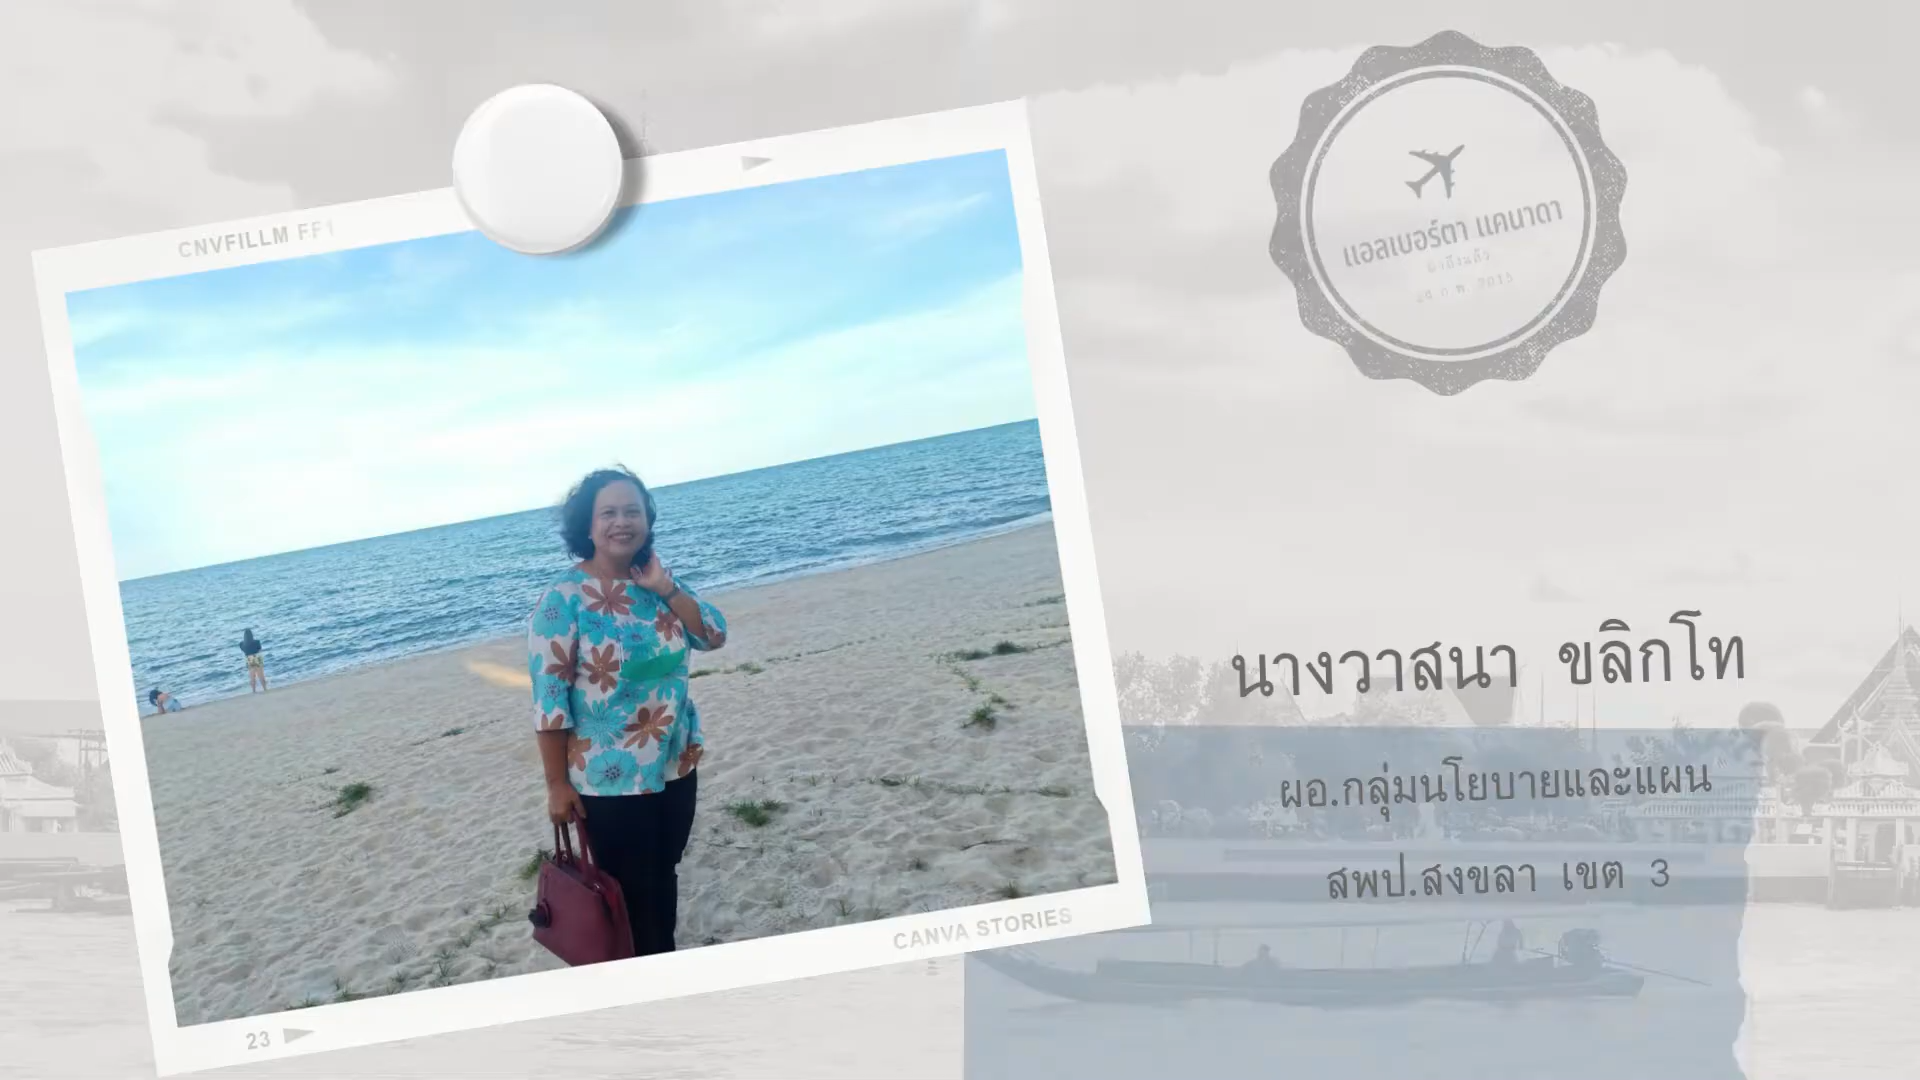 CNVFILLM FF1
แอลเบอร์ตา แคนาดา
นางวาสนา ขลิกโท
ผอ.กลุ่มนโยบายและแผน
สพป.สงขลา เขต 3
CANVA STORIES
23